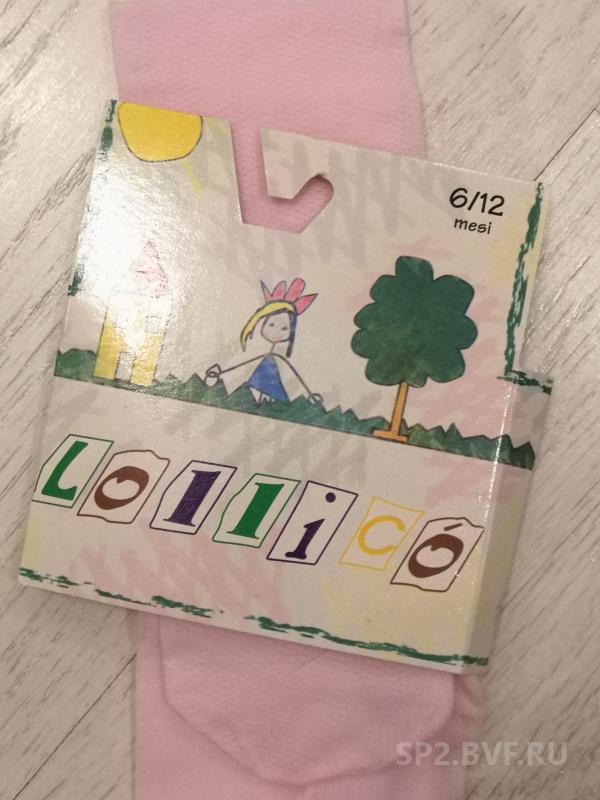 6/12
mesi
Lollicó
SP2.BVF.RU